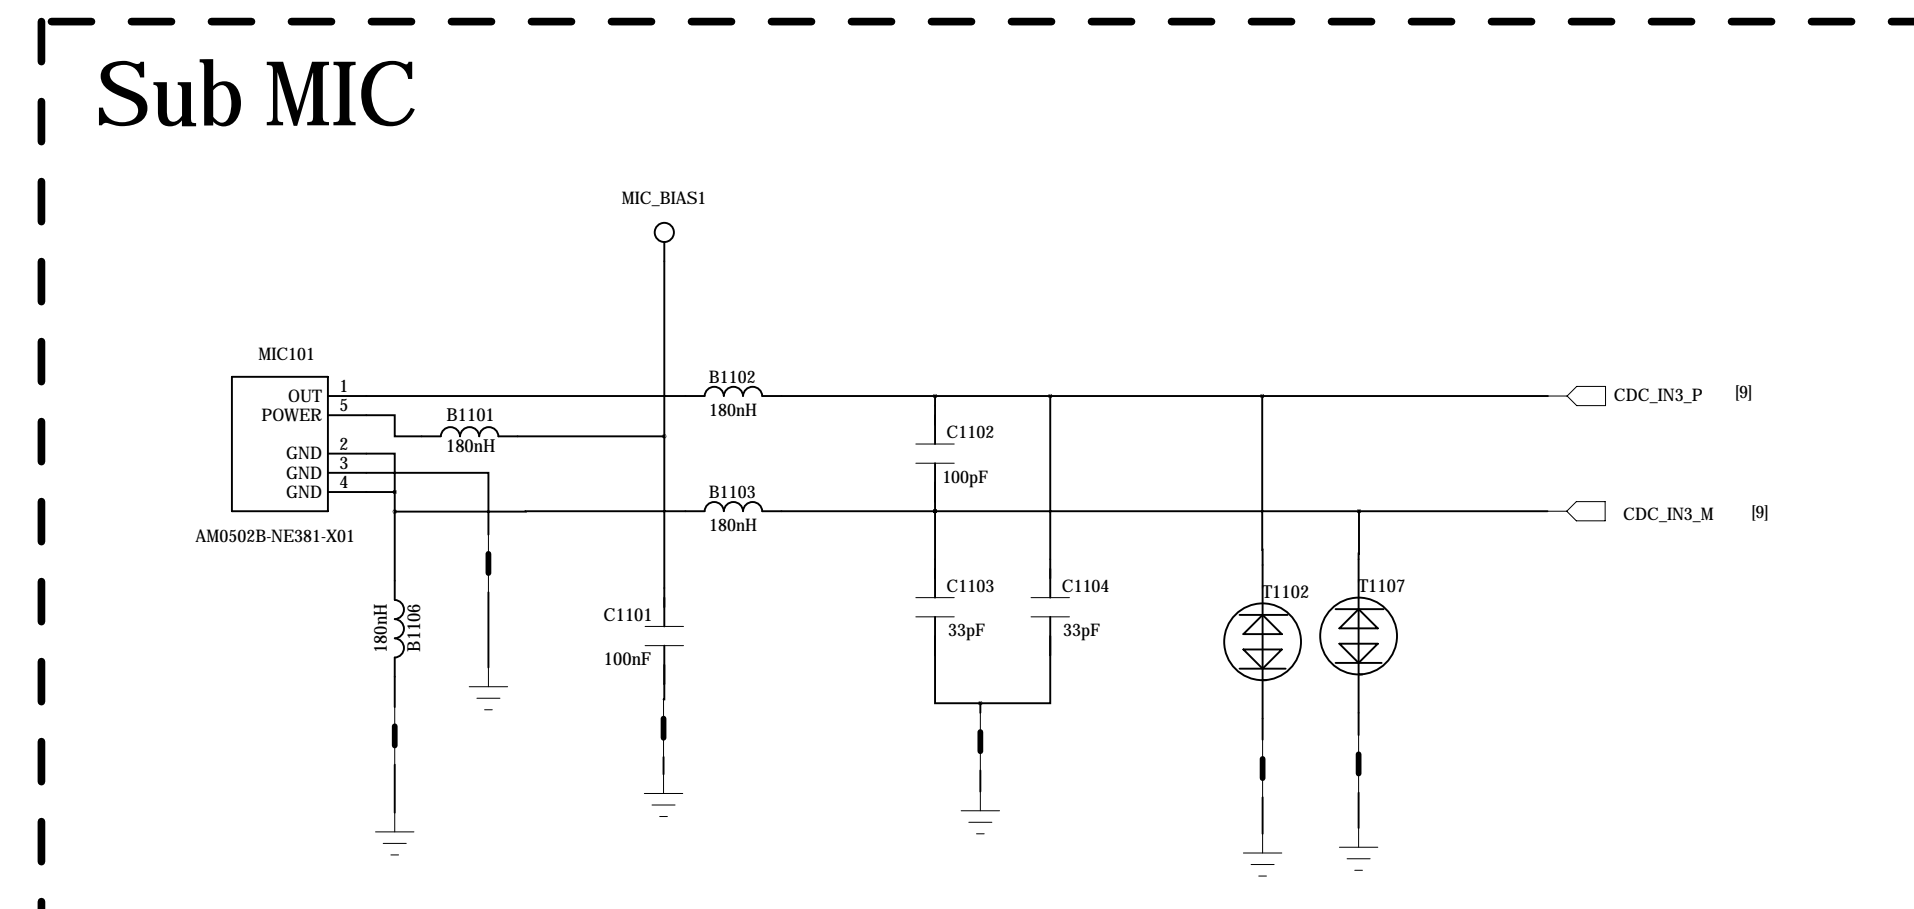 Sub MIC
MIC_BIAS1
MIC101
OUT 1
POWER 5
GND 2
GND 3
GND 4
AM0502B-NE381-X01
B1101
180nH
B1102
180nH
B1103
180nH
180nH
B1106
C1101
100nF
C1102
100pF
C1103
33pF
C1104
33pF
T1102
T1107
CDC_IN3_P [9]
CDC_IN3_M [9]